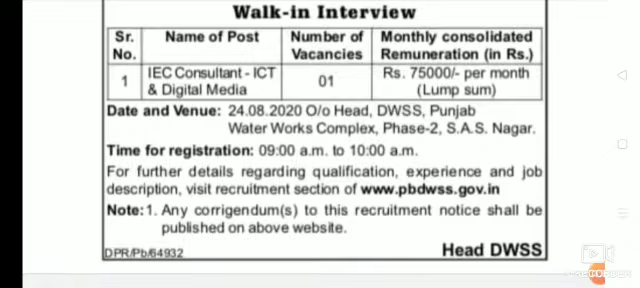 Walk-in Interview
Sr. No. Name of Post Number of Vacancies Monthly consolidated Remuneration (in Rs.)
1 IEC Consultant - ICT & Digital Media 01 Rs. 75000/- per month (Lump sum)
Date and Venue: 24.08.2020 O/o Head, DWSS, Punjab
Water Works Complex, Phase-2, S.A.S. Nagar.
Time for registration: 09:00 a.m. to 10:00 a.m.
For further details regarding qualification, experience and job
description, visit recruitment section of www.pbdwss.gov.in
Note: 1. Any corrigendum(s) to this recruitment notice shall be
published on above website.
DPR/Pb/64932 Head DWSS